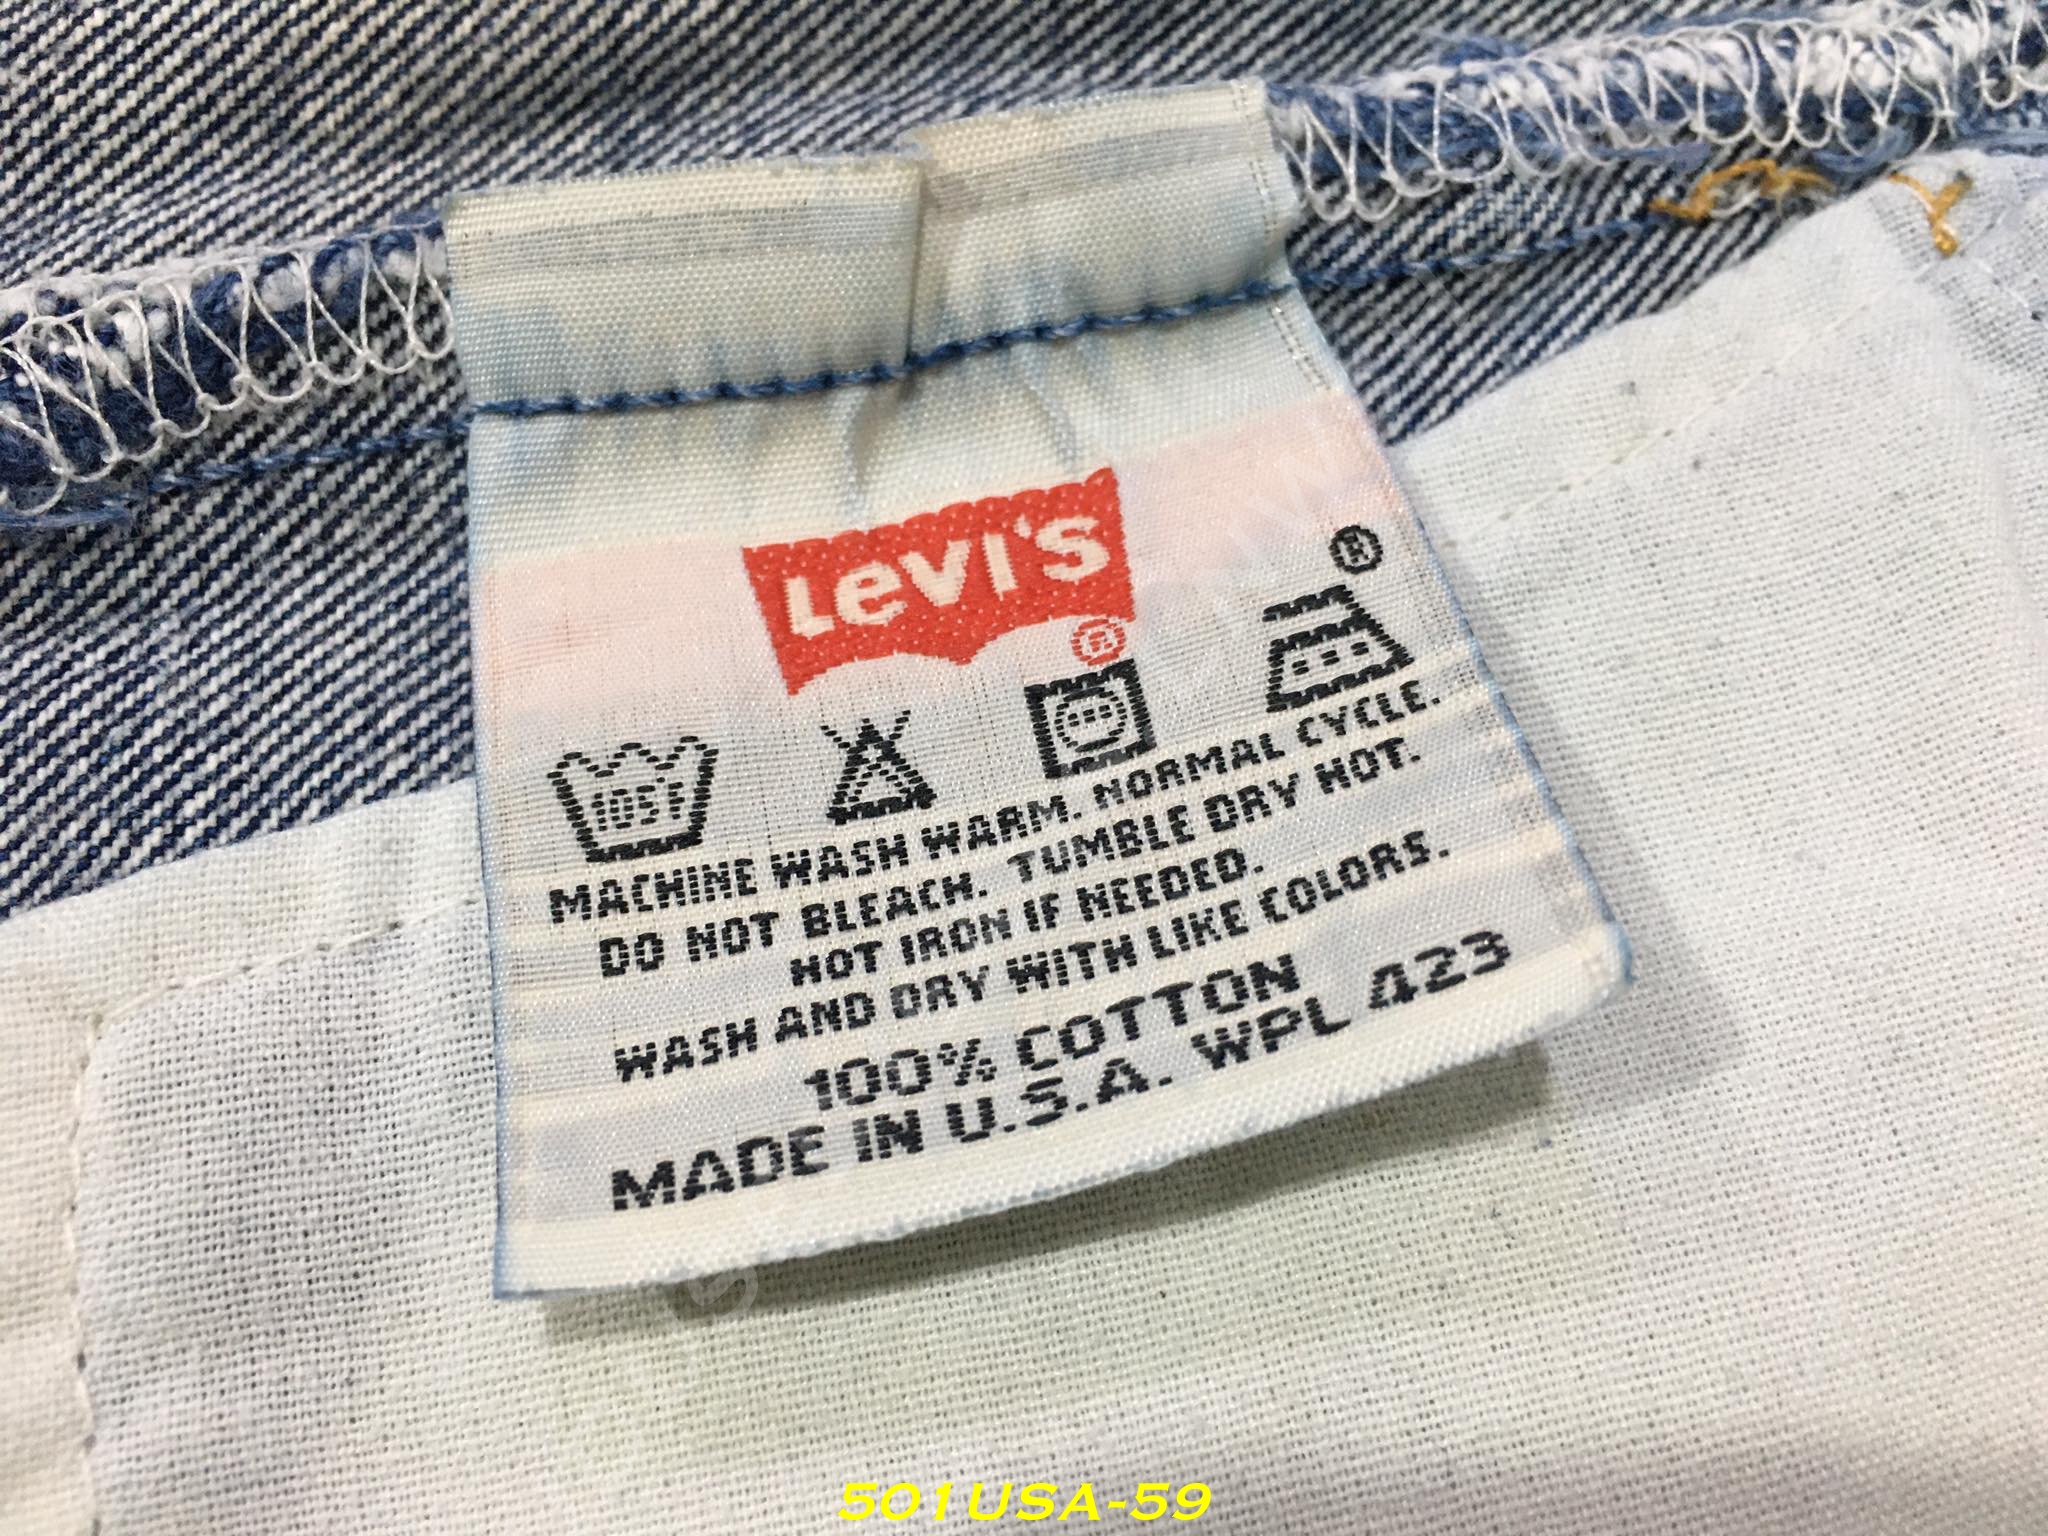 LEVI'S
®
®
105F
MACHINE WASH WARM. NORMAL CYCLE.
DO NOT BLEACH. TUMBLE DRY HOT.
HOT IRON IF NEEDED.
WASH AND DRY WITH LIKE COLORS.
100% COTTON
MADE IN U.S.A. WPL 423
501USA-59